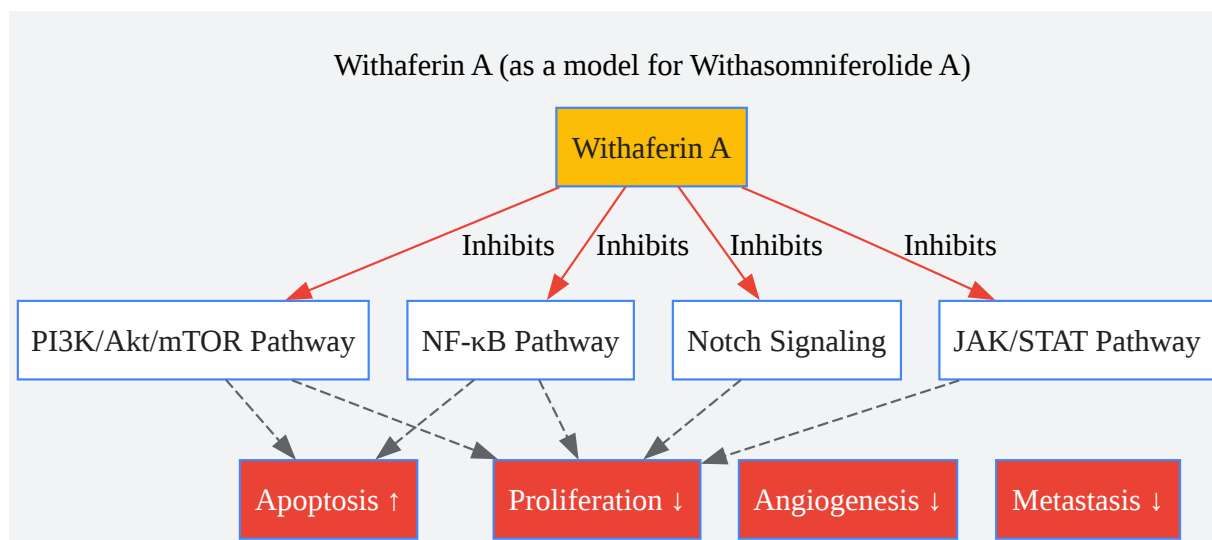 Withaferin A (as a model for Withasomniferolide A)
Withaferin A
Inhibits
Inhibits
Inhibits
Inhibits
PI3K/Akt/mTOR Pathway
NF-κB Pathway
Notch Signaling
JAK/STAT Pathway
Apoptosis ↑
Proliferation ↓
Angiogenesis ↓
Metastasis ↓